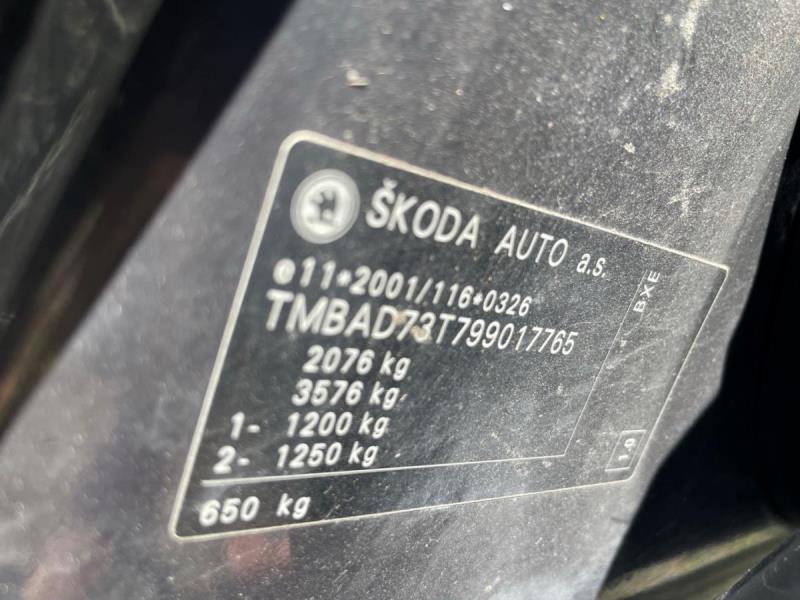 ŠKODA AUTO a.s.
e11*2001/116*0326
TMBAD73T799017765
2076 kg
3576 kg
1- 1200 kg
2- 1250 kg
650 kg
BXE
1.9